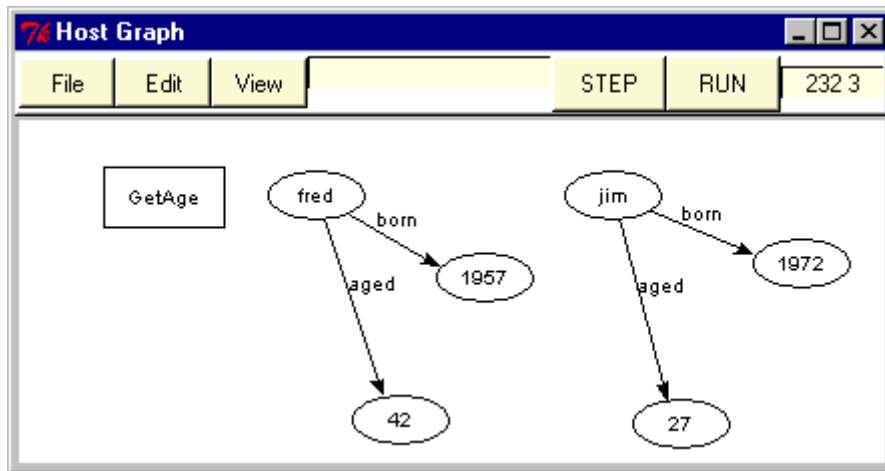 Host Graph
File Edit View STEP RUN 232 3
GetAge fred jim
born born
1957 1972
aged aged
42 27